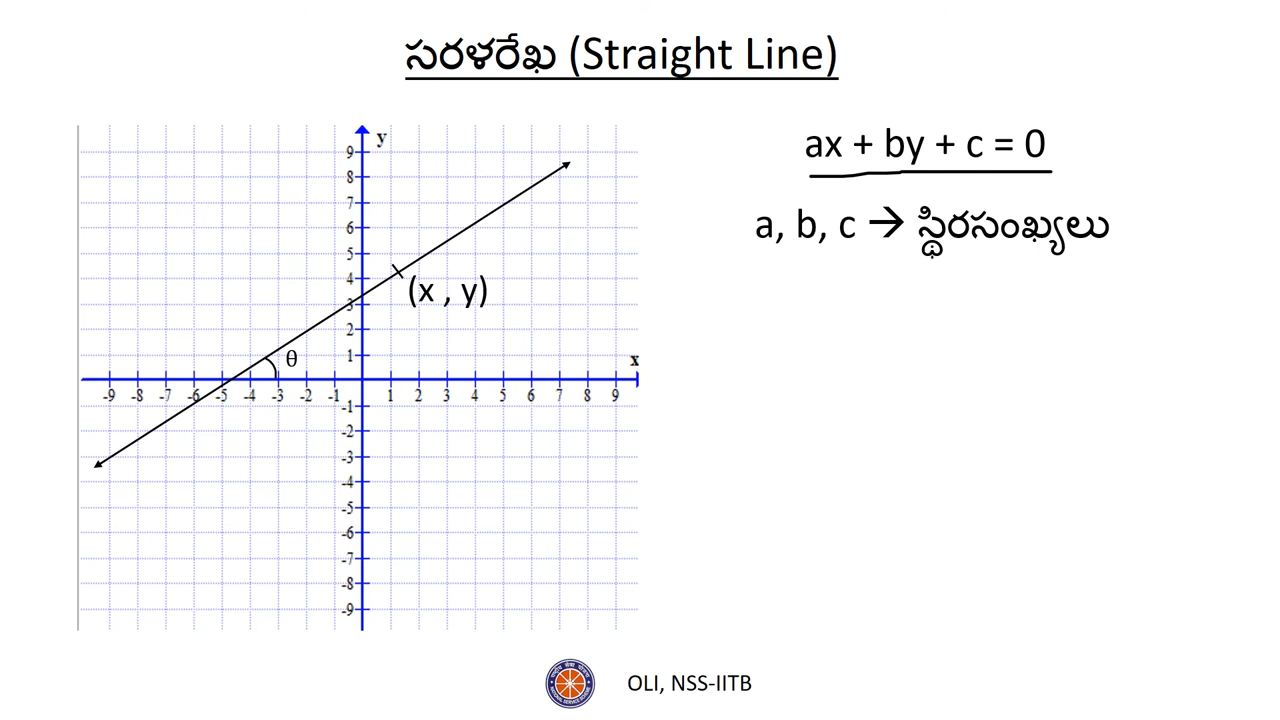 సరళరేఖ (Straight Line)
ax + by + c = 0
a, b, c → స్థిరసంఖ్యలు
y
9
8
7
6
5
4
3
2
1
(x , y)
θ
x
-9 -8 -7 -6 -5 -4 -3 -2 -1 1 2 3 4 5 6 7 8 9
-1
-2
-3
-4
-5
-6
-7
-8
-9
OLI, NSS-IITB